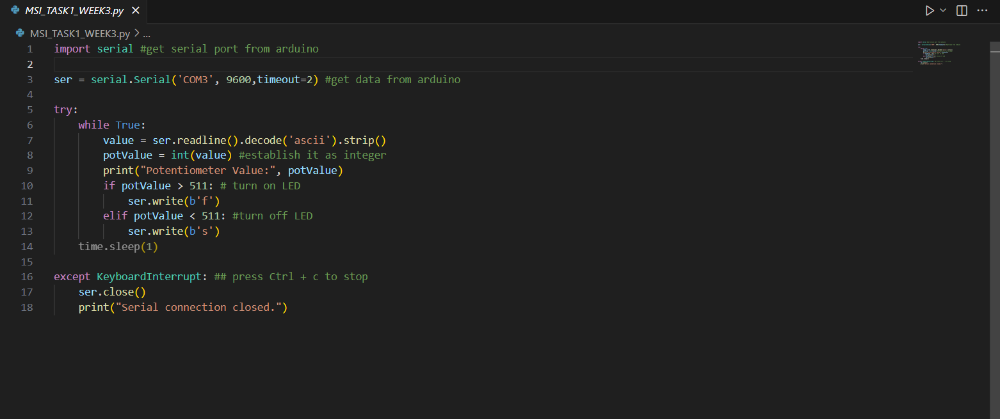 MSI_TASK1_WEEK3.py
MSI_TASK1_WEEK3.py > ...
1 import serial #get serial port from arduino
2
3 ser = serial.Serial('COM3', 9600,timeout=2) #get data from arduino
4
5 try:
6     while True:
7         value = ser.readline().decode('ascii').strip()
8         potValue = int(value) #establish it as integer
9         print("Potentiometer Value:", potValue)
10         if potValue > 511: # turn on LED
11             ser.write(b'f')
12         elif potValue < 511: #turn off LED
13             ser.write(b's')
14     time.sleep(1)
15
16 except KeyboardInterrupt: ## press Ctrl + c to stop
17     ser.close()
18     print("Serial connection closed.")